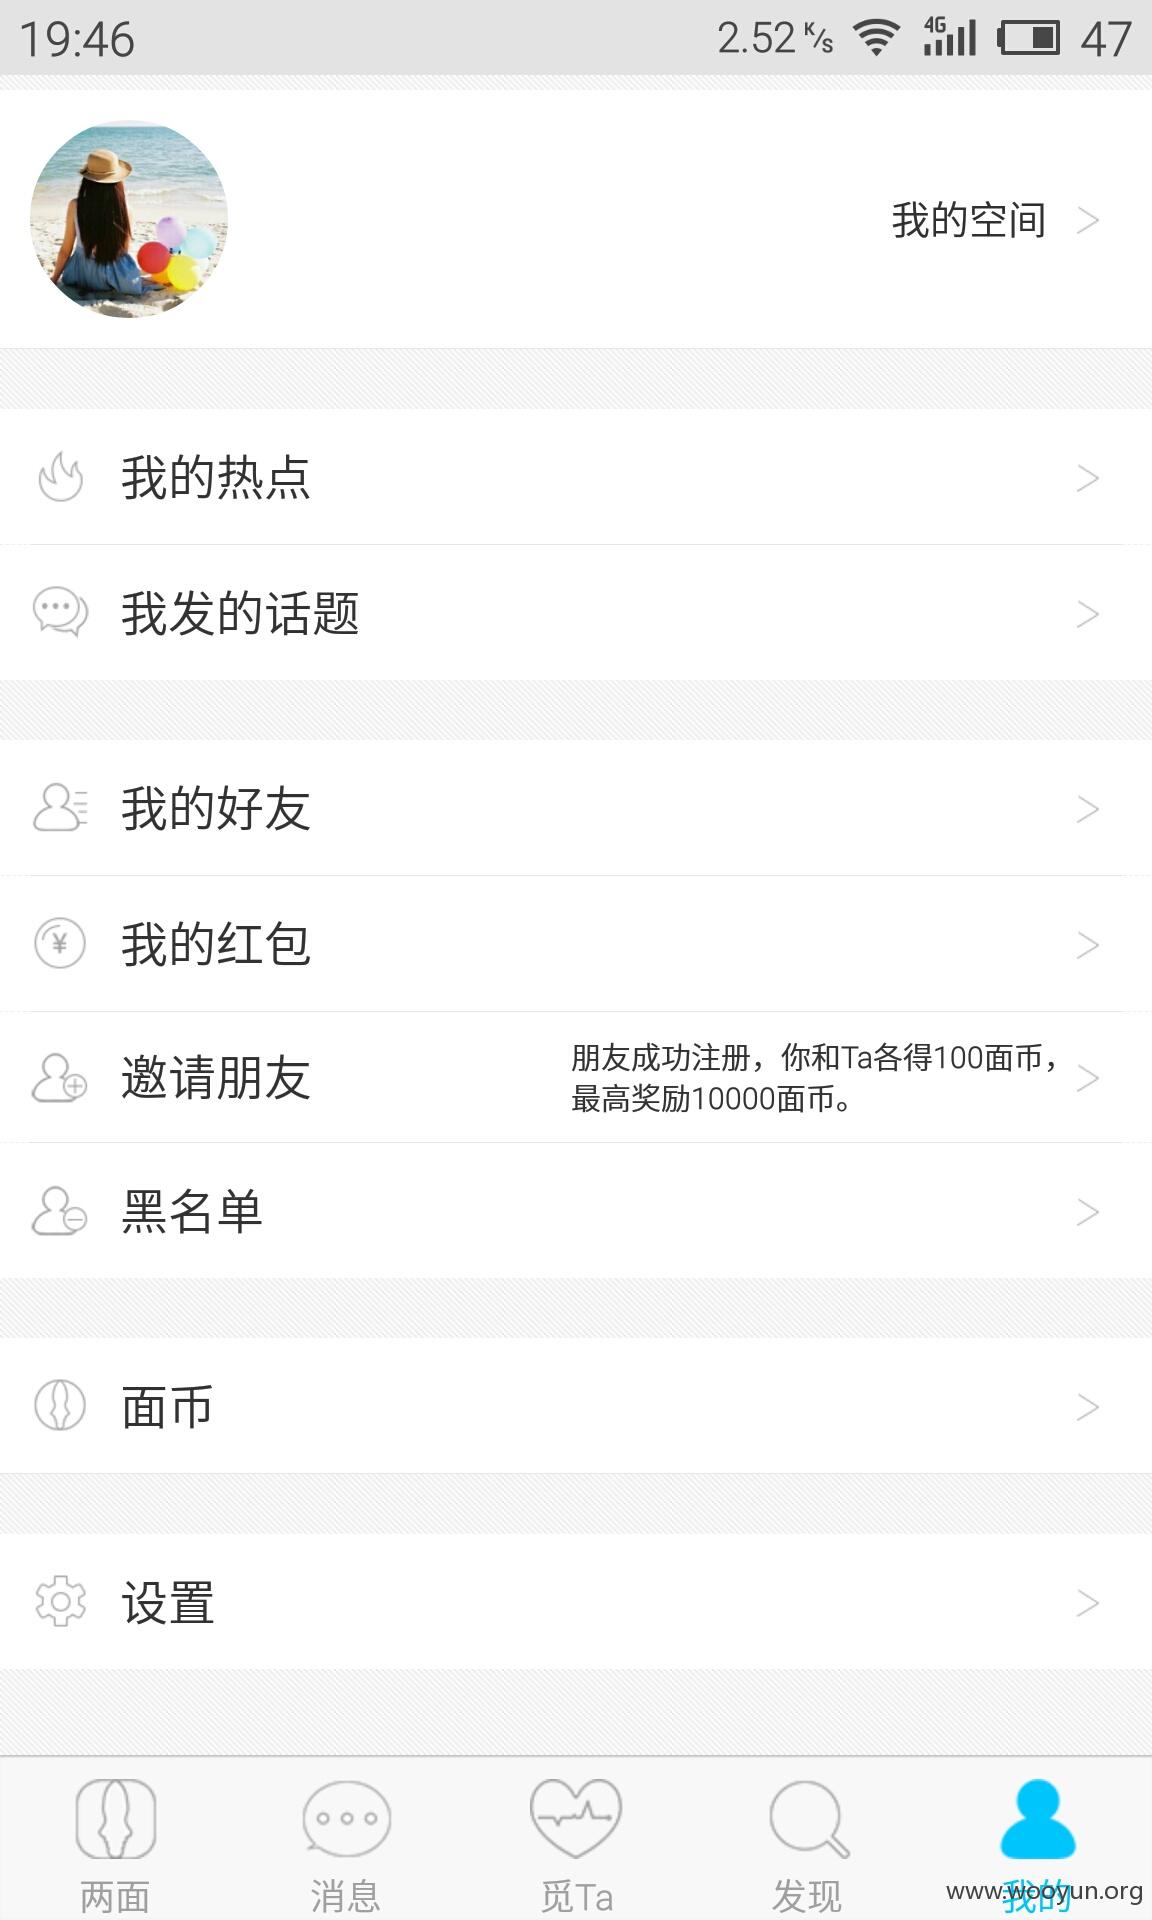 19:46 2.52 K/s 4G 47
我的空间
我的热点
我发的话题
我的好友
我的红包
邀请朋友
朋友成功注册，你和Ta各得100面币，
最高奖励10000面币。
黑名单
面币
设置
两面 消息 觅Ta 发现 我的
www.wooyun.org